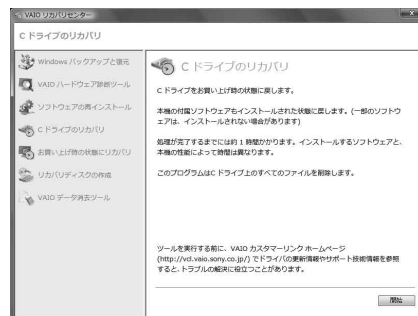 VAIO リカバリセンター
C ドライブのリカバリ
Windows バックアップと復元
VAIO ハードウェア診断ツール
ソフトウェアの再インストール
C ドライブのリカバリ
お買い上げ時の状態にリカバリ
リカバリディスクの作成
VAIO データ消去ツール
C ドライブのリカバリ
C ドライブをお買い上げ時の状態に戻します。
本機の付属ソフトウェアもインストールされた状態に戻します。(一部のソフトウ
ェアは、インストールされない場合があります)
処理が完了するまでには約 1 時間かかります。インストールするソフトウェアと、
本機の性能によって時間は異なります。
このプログラムはC ドライブ上のすべてのファイルを削除します。
ツールを実行する前に、VAIO カスタマーリンク ホームページ
(http://vcl.vaio.sony.co.jp/) でドライバの更新情報やサポート技術情報を参照
すると、トラブルの解決に役立つことがあります。
開始